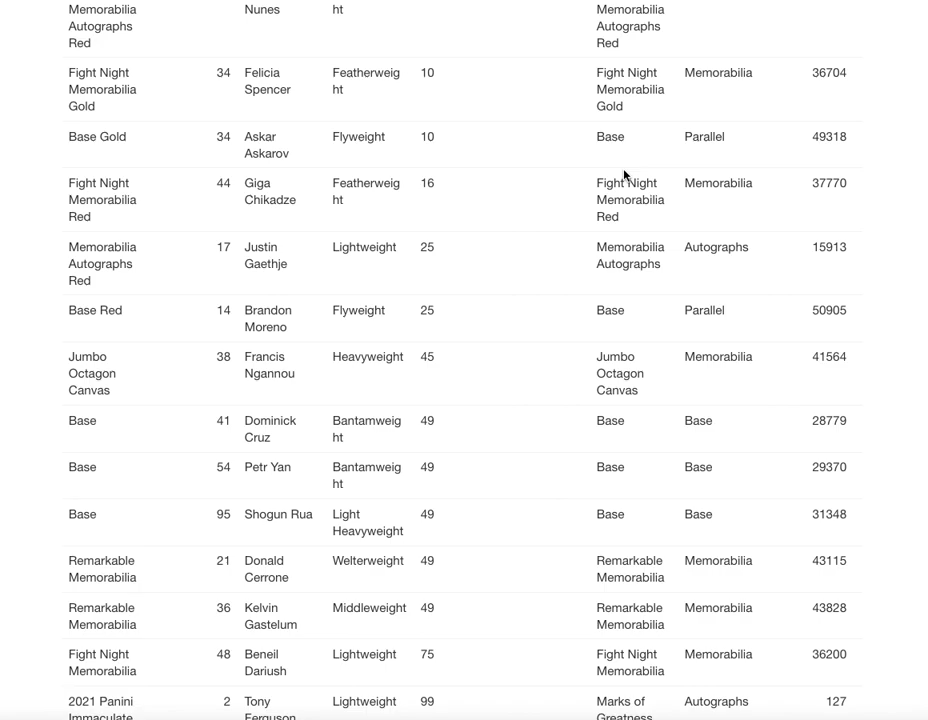 Memorabilia Nunes ht Memorabilia
Autographs Autographs
Red Red
Fight Night 34 Felicia Featherweig 10 Fight Night Memorabilia 36704
Memorabilia Spencer ht Memorabilia
Gold Gold
Base Gold 34 Askar Flyweight 10 Base Parallel 49318
Askarov
Fight Night 44 Giga Featherweig 16 Fight Night Memorabilia 37770
Memorabilia Chikadze ht Memorabilia
Red Red
Memorabilia 17 Justin Lightweight 25 Memorabilia Autographs 15913
Autographs Gaethje Autographs
Red
Base Red 14 Brandon Flyweight 25 Base Parallel 50905
Moreno
Jumbo 38 Francis Heavyweight 45 Jumbo Memorabilia 41564
Octagon Ngannou Octagon
Canvas Canvas
Base 41 Dominick Bantamweig 49 Base Base 28779
Cruz ht
Base 54 Petr Yan Bantamweig 49 Base Base 29370
ht
Base 95 Shogun Rua Light 49 Base Base 31348
Heavyweight
Remarkable 21 Donald Welterweight 49 Remarkable Memorabilia 43115
Memorabilia Cerrone Memorabilia
Remarkable 36 Kelvin Middleweight 49 Remarkable Memorabilia 43828
Memorabilia Gastelum Memorabilia
Fight Night 48 Beneil Lightweight 75 Fight Night Memorabilia 36200
Memorabilia Dariush Memorabilia
2021 Panini 2 Tony Lightweight 99 Marks of Autographs 127
Immaculate Ferguson Greatness